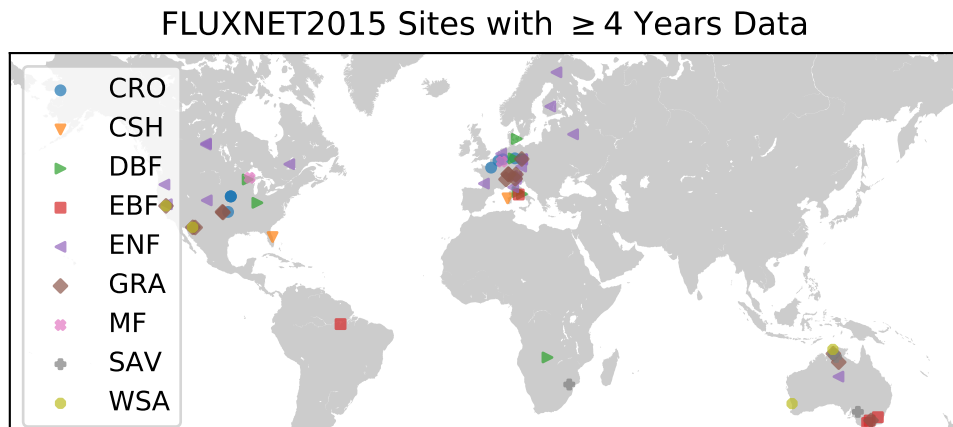 FLUXNET2015 Sites with ≥ 4 Years Data
CRO
CSH
DBF
EBF
ENF
GRA
MF
SAV
WSA